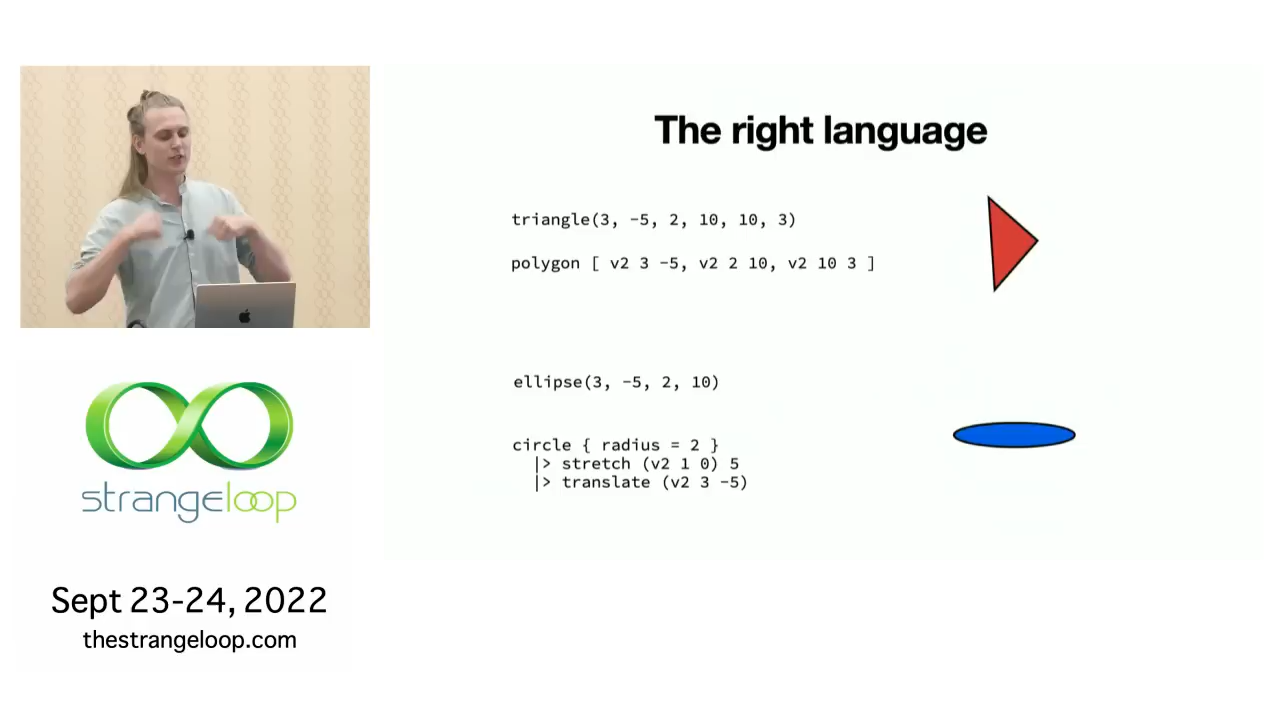 The right language
triangle(3, -5, 2, 10, 10, 3)
polygon [ v2 3 -5, v2 2 10, v2 10 3 ]
ellipse(3, -5, 2, 10)
circle { radius = 2 }
  |> stretch (v2 1 0) 5
  |> translate (v2 3 -5)
strangeloop
Sept 23-24, 2022
thestrangeloop.com